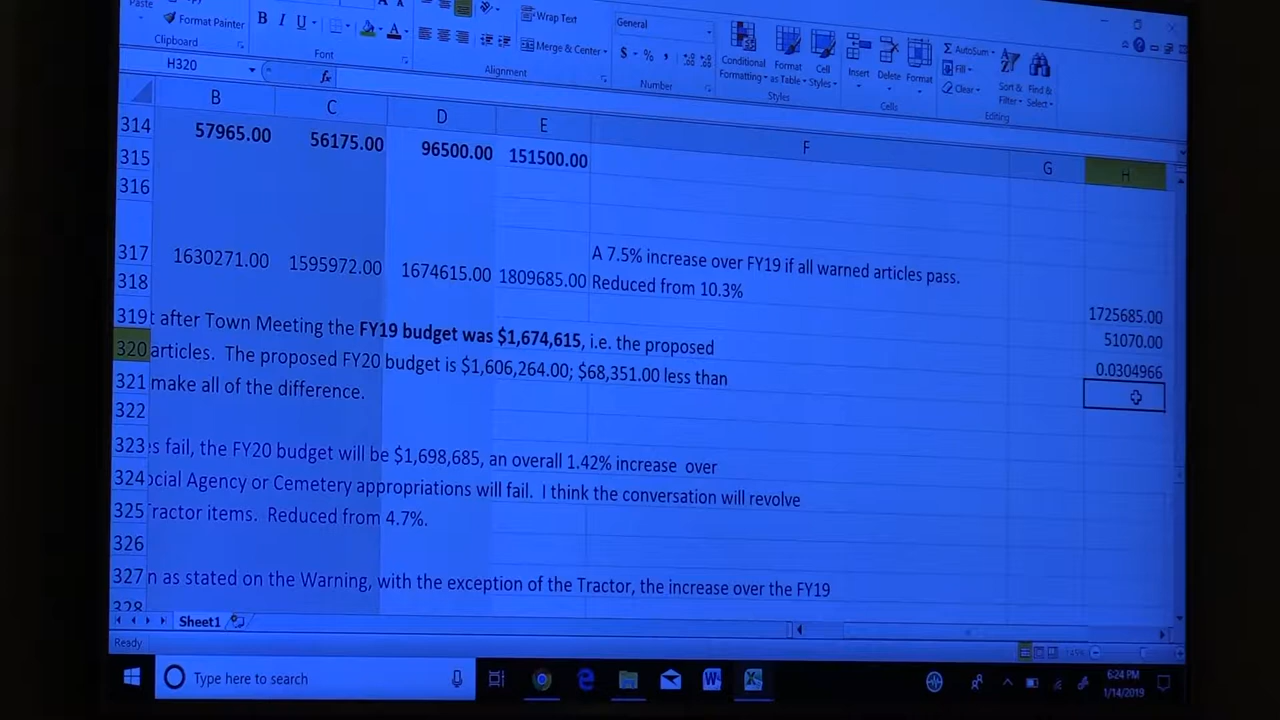 Paste
Format Painter
Clipboard
B I U
Font
Wrap Text
Merge & Center
Alignment
General
$ - % ,
Number
Conditional Formatting
Format as Table
Cell Styles
Styles
Insert Delete Format
Cells
Σ AutoSum
Fill
Clear
Sort & Filter
Find & Select
Editing
H320
fx
B C D E F G H
314 57965.00 56175.00 96500.00 151500.00
315
316
317 1630271.00 1595972.00 1674615.00 1809685.00 A 7.5% increase over FY19 if all warned articles pass.
Reduced from 10.3%
318 1725685.00
319 t after Town Meeting the FY19 budget was $1,674,615, i.e. the proposed 51070.00
320 articles. The proposed FY20 budget is $1,606,264.00; $68,351.00 less than 0.0304966
321 make all of the difference.
322
323 s fail, the FY20 budget will be $1,698,685, an overall 1.42% increase over
324 ocial Agency or Cemetery appropriations will fail. I think the conversation will revolve
325 Tractor items. Reduced from 4.7%.
326
327 n as stated on the Warning, with the exception of the Tractor, the increase over the FY19
328
Sheet1
Ready
145%
Type here to search
6:24 PM
1/14/2019